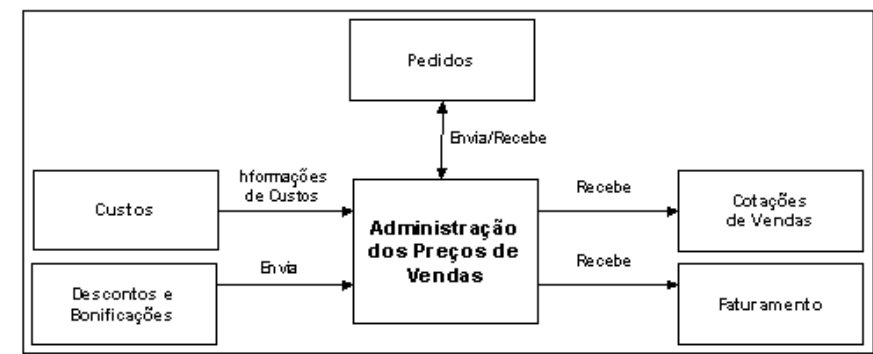 Pedidos
Envia/Recebe
Informações
de Custos
Custos
Administração
dos Preços de
Vendas
Recebe
Cotações
de Vendas
Envia
Descontos e
Bonificações
Recebe
Faturamento